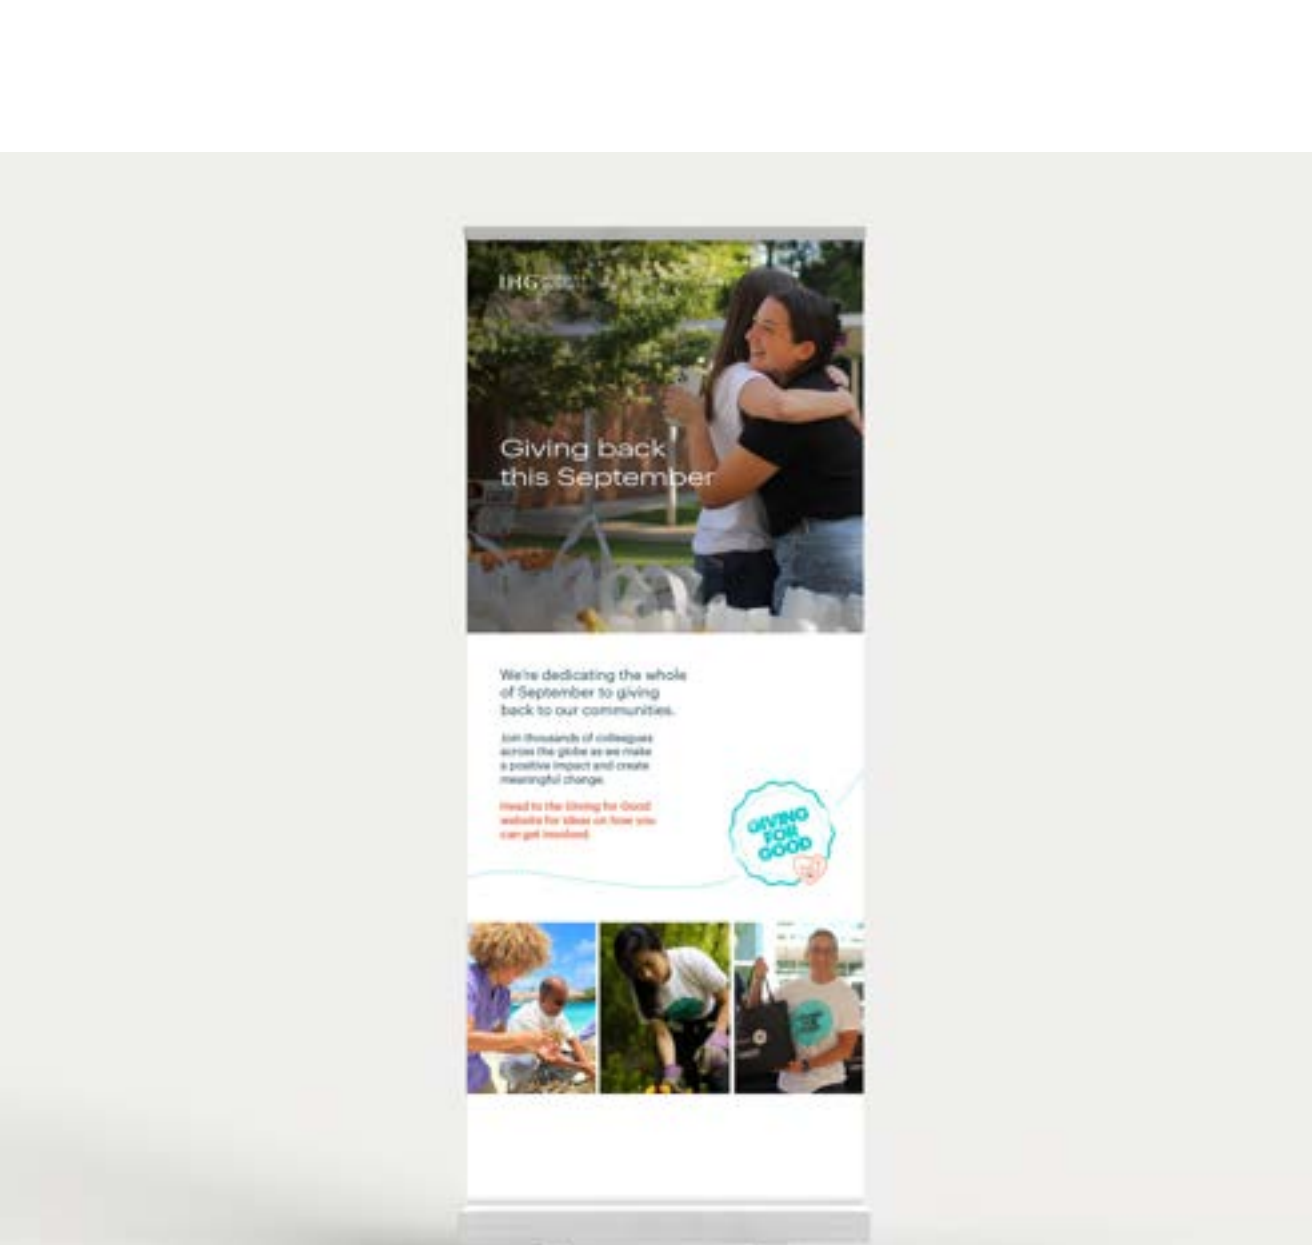 IHG
Giving back
this September
We're dedicating the whole
of September to giving
back to our communities.
Join thousands of colleagues
across the globe as we make
a positive impact and create
meaningful change.
Head to the Giving for Good
website for ideas on how you
can get involved.
GIVING
FOR
GOOD